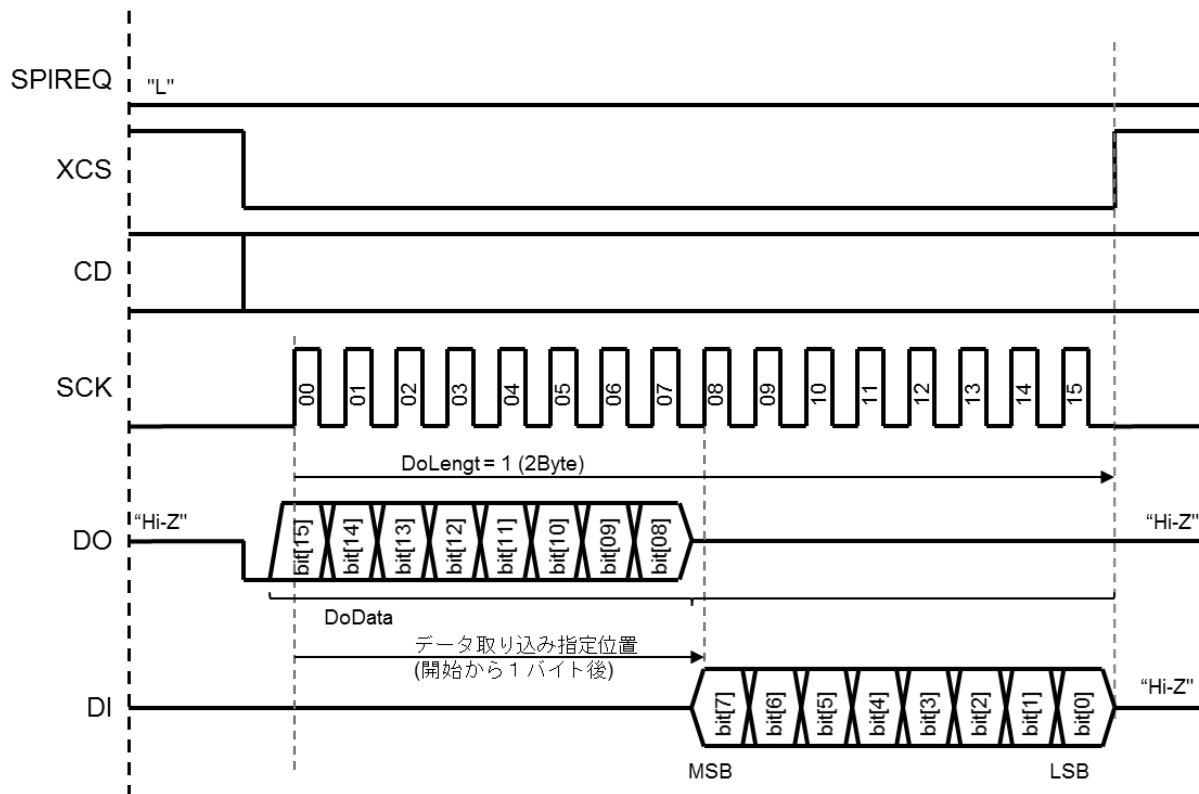 SPIREQ
"L"
XCS
CD
SCK
00 01 02 03 04 05 06 07 08 09 10 11 12 13 14 15
DoLengt = 1 (2Byte)
DO
“Hi-Z"
bit[15] bit[14] bit[13] bit[12] bit[11] bit[10] bit[09] bit[08]
“Hi-Z"
DoData
データ取り込み指定位置
(開始から１バイト後)
DI
bit[7] bit[6] bit[5] bit[4] bit[3] bit[2] bit[1] bit[0]
“Hi-Z"
MSB
LSB